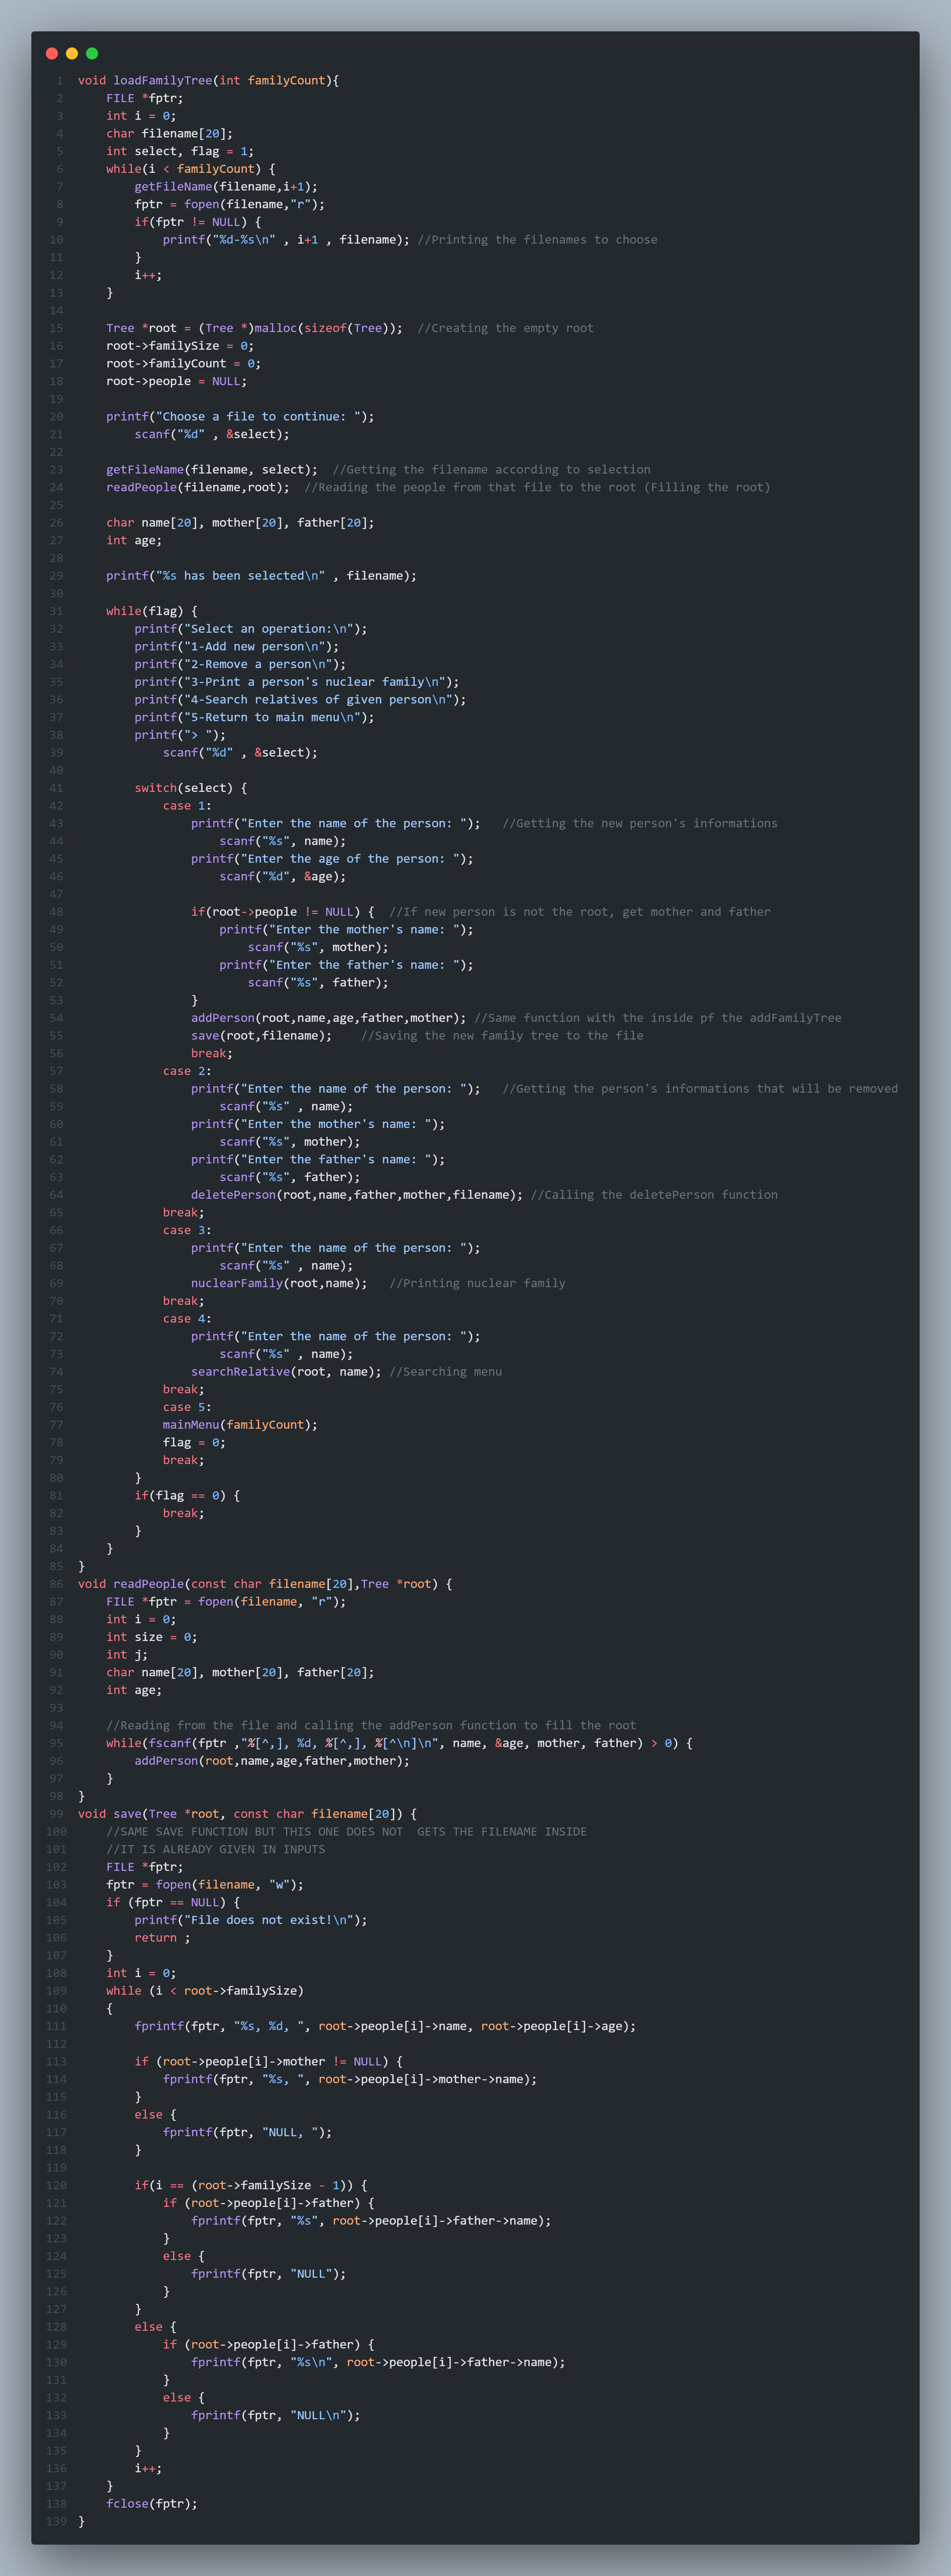 1 void loadFamilyTree(int familyCount){
2     FILE *fptr;
3     int i = 0;
4     char filename[20];
5     int select, flag = 1;
6     while(i < familyCount) {
7         getFileName(filename,i+1);
8         fptr = fopen(filename,"r");
9         if(fptr != NULL) {
10             printf("%d-%s\n" , i+1 , filename); //Printing the filenames to choose
11         }
12         i++;
13     }
14
15     Tree *root = (Tree *)malloc(sizeof(Tree));  //Creating the empty root
16     root->familySize = 0;
17     root->familyCount = 0;
18     root->people = NULL;
19
20     printf("Choose a file to continue: ");
21         scanf("%d" , &select);
22
23     getFileName(filename, select);  //Getting the filename according to selection
24     readPeople(filename,root);  //Reading the people from that file to the root (Filling the root)
25
26     char name[20], mother[20], father[20];
27     int age;
28
29     printf("%s has been selected\n" , filename);
30
31     while(flag) {
32         printf("Select an operation:\n");
33         printf("1-Add new person\n");
34         printf("2-Remove a person\n");
35         printf("3-Print a person's nuclear family\n");
36         printf("4-Search relatives of given person\n");
37         printf("5-Return to main menu\n");
38         printf("> ");
39             scanf("%d" , &select);
40
41         switch(select) {
42             case 1:
43                 printf("Enter the name of the person: ");   //Getting the new person's informations
44                     scanf("%s", name);
45                 printf("Enter the age of the person: ");
46                     scanf("%d", &age);
47
48                 if(root->people != NULL) {  //If new person is not the root, get mother and father
49                     printf("Enter the mother's name: ");
50                         scanf("%s", mother);
51                     printf("Enter the father's name: ");
52                         scanf("%s", father);
53                 }
54                 addPerson(root,name,age,father,mother); //Same function with the inside pf the addFamilyTree
55                 save(root,filename);    //Saving the new family tree to the file
56                 break;
57             case 2:
58                 printf("Enter the name of the person: ");   //Getting the person's informations that will be removed
59                     scanf("%s" , name);
60                 printf("Enter the mother's name: ");
61                     scanf("%s", mother);
62                 printf("Enter the father's name: ");
63                     scanf("%s", father);
64                 deletePerson(root,name,father,mother,filename); //Calling the deletePerson function
65             break;
66             case 3:
67                 printf("Enter the name of the person: ");
68                     scanf("%s" , name);
69                 nuclearFamily(root,name);   //Printing nuclear family
70             break;
71             case 4:
72                 printf("Enter the name of the person: ");
73                     scanf("%s" , name);
74                 searchRelative(root, name); //Searching menu
75             break;
76             case 5:
77             mainMenu(familyCount);
78             flag = 0;
79             break;
80         }
81         if(flag == 0) {
82             break;
83         }
84     }
85 }
86 void readPeople(const char filename[20],Tree *root) {
87     FILE *fptr = fopen(filename, "r");
88     int i = 0;
89     int size = 0;
90     int j;
91     char name[20], mother[20], father[20];
92     int age;
93
94     //Reading from the file and calling the addPerson function to fill the root
95     while(fscanf(fptr ,"%[^,], %d, %[^,], %[^\n]\n", name, &age, mother, father) > 0) {
96         addPerson(root,name,age,father,mother);
97     }
98 }
99 void save(Tree *root, const char filename[20]) {
100     //SAME SAVE FUNCTION BUT THIS ONE DOES NOT  GETS THE FILENAME INSIDE
101     //IT IS ALREADY GIVEN IN INPUTS
102     FILE *fptr;
103     fptr = fopen(filename, "w");
104     if (fptr == NULL) {
105         printf("File does not exist!\n");
106         return ;
107     }
108     int i = 0;
109     while (i < root->familySize)
110     {
111         fprintf(fptr, "%s, %d, ", root->people[i]->name, root->people[i]->age);
112
113         if (root->people[i]->mother != NULL) {
114             fprintf(fptr, "%s, ", root->people[i]->mother->name);
115         }
116         else {
117             fprintf(fptr, "NULL, ");
118         }
119
120         if(i == (root->familySize - 1)) {
121             if (root->people[i]->father) {
122                 fprintf(fptr, "%s", root->people[i]->father->name);
123             }
124             else {
125                 fprintf(fptr, "NULL");
126             }
127         }
128         else {
129             if (root->people[i]->father) {
130                 fprintf(fptr, "%s\n", root->people[i]->father->name);
131             }
132             else {
133                 fprintf(fptr, "NULL\n");
134             }
135         }
136         i++;
137     }
138     fclose(fptr);
139 }